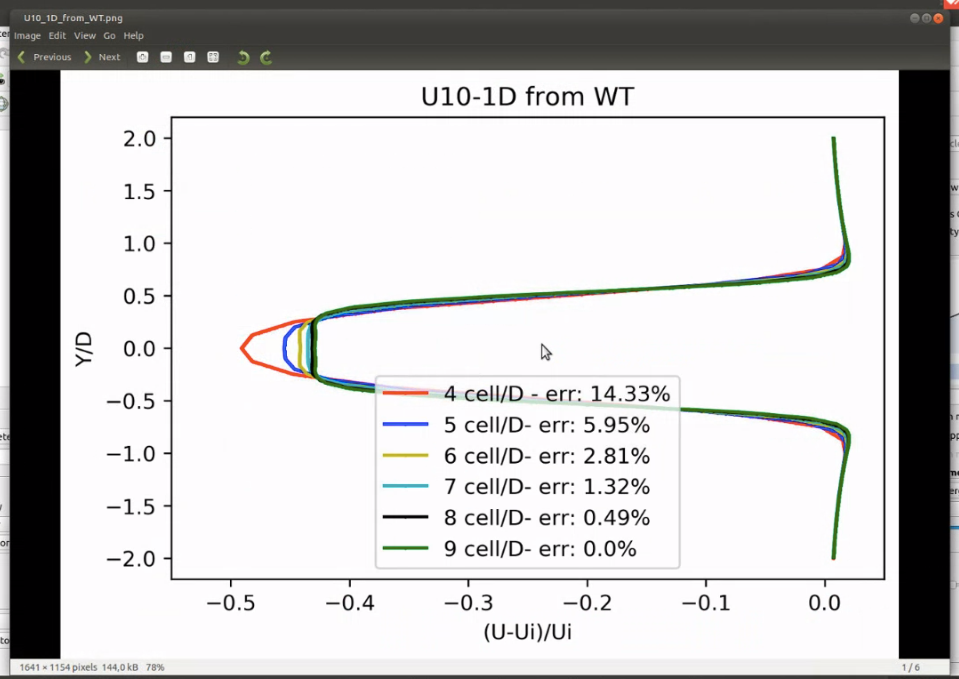 U10_1D_from_WT.png
Image Edit View Go Help
Previous Next
U10-1D from WT
2.0
1.5
1.0
0.5
0.0
−0.5
−1.0
−1.5
−2.0
Y/D
4 cell/D - err: 14.33%
5 cell/D- err: 5.95%
6 cell/D- err: 2.81%
7 cell/D- err: 1.32%
8 cell/D- err: 0.49%
9 cell/D- err: 0.0%
−0.5 −0.4 −0.3 −0.2 −0.1 0.0
(U-Ui)/Ui
1641 × 1154 pixels 144,0 kB 78%
1 / 6